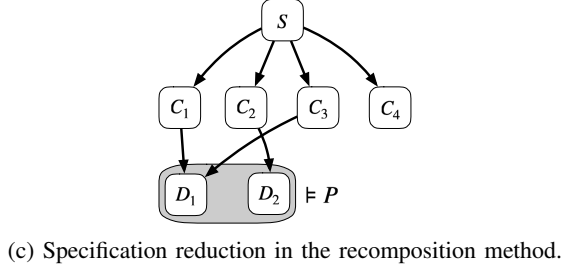 S
C₁ C₂ C₃ C₄
D₁ D₂ ⊨ P
(c) Specification reduction in the recomposition method.